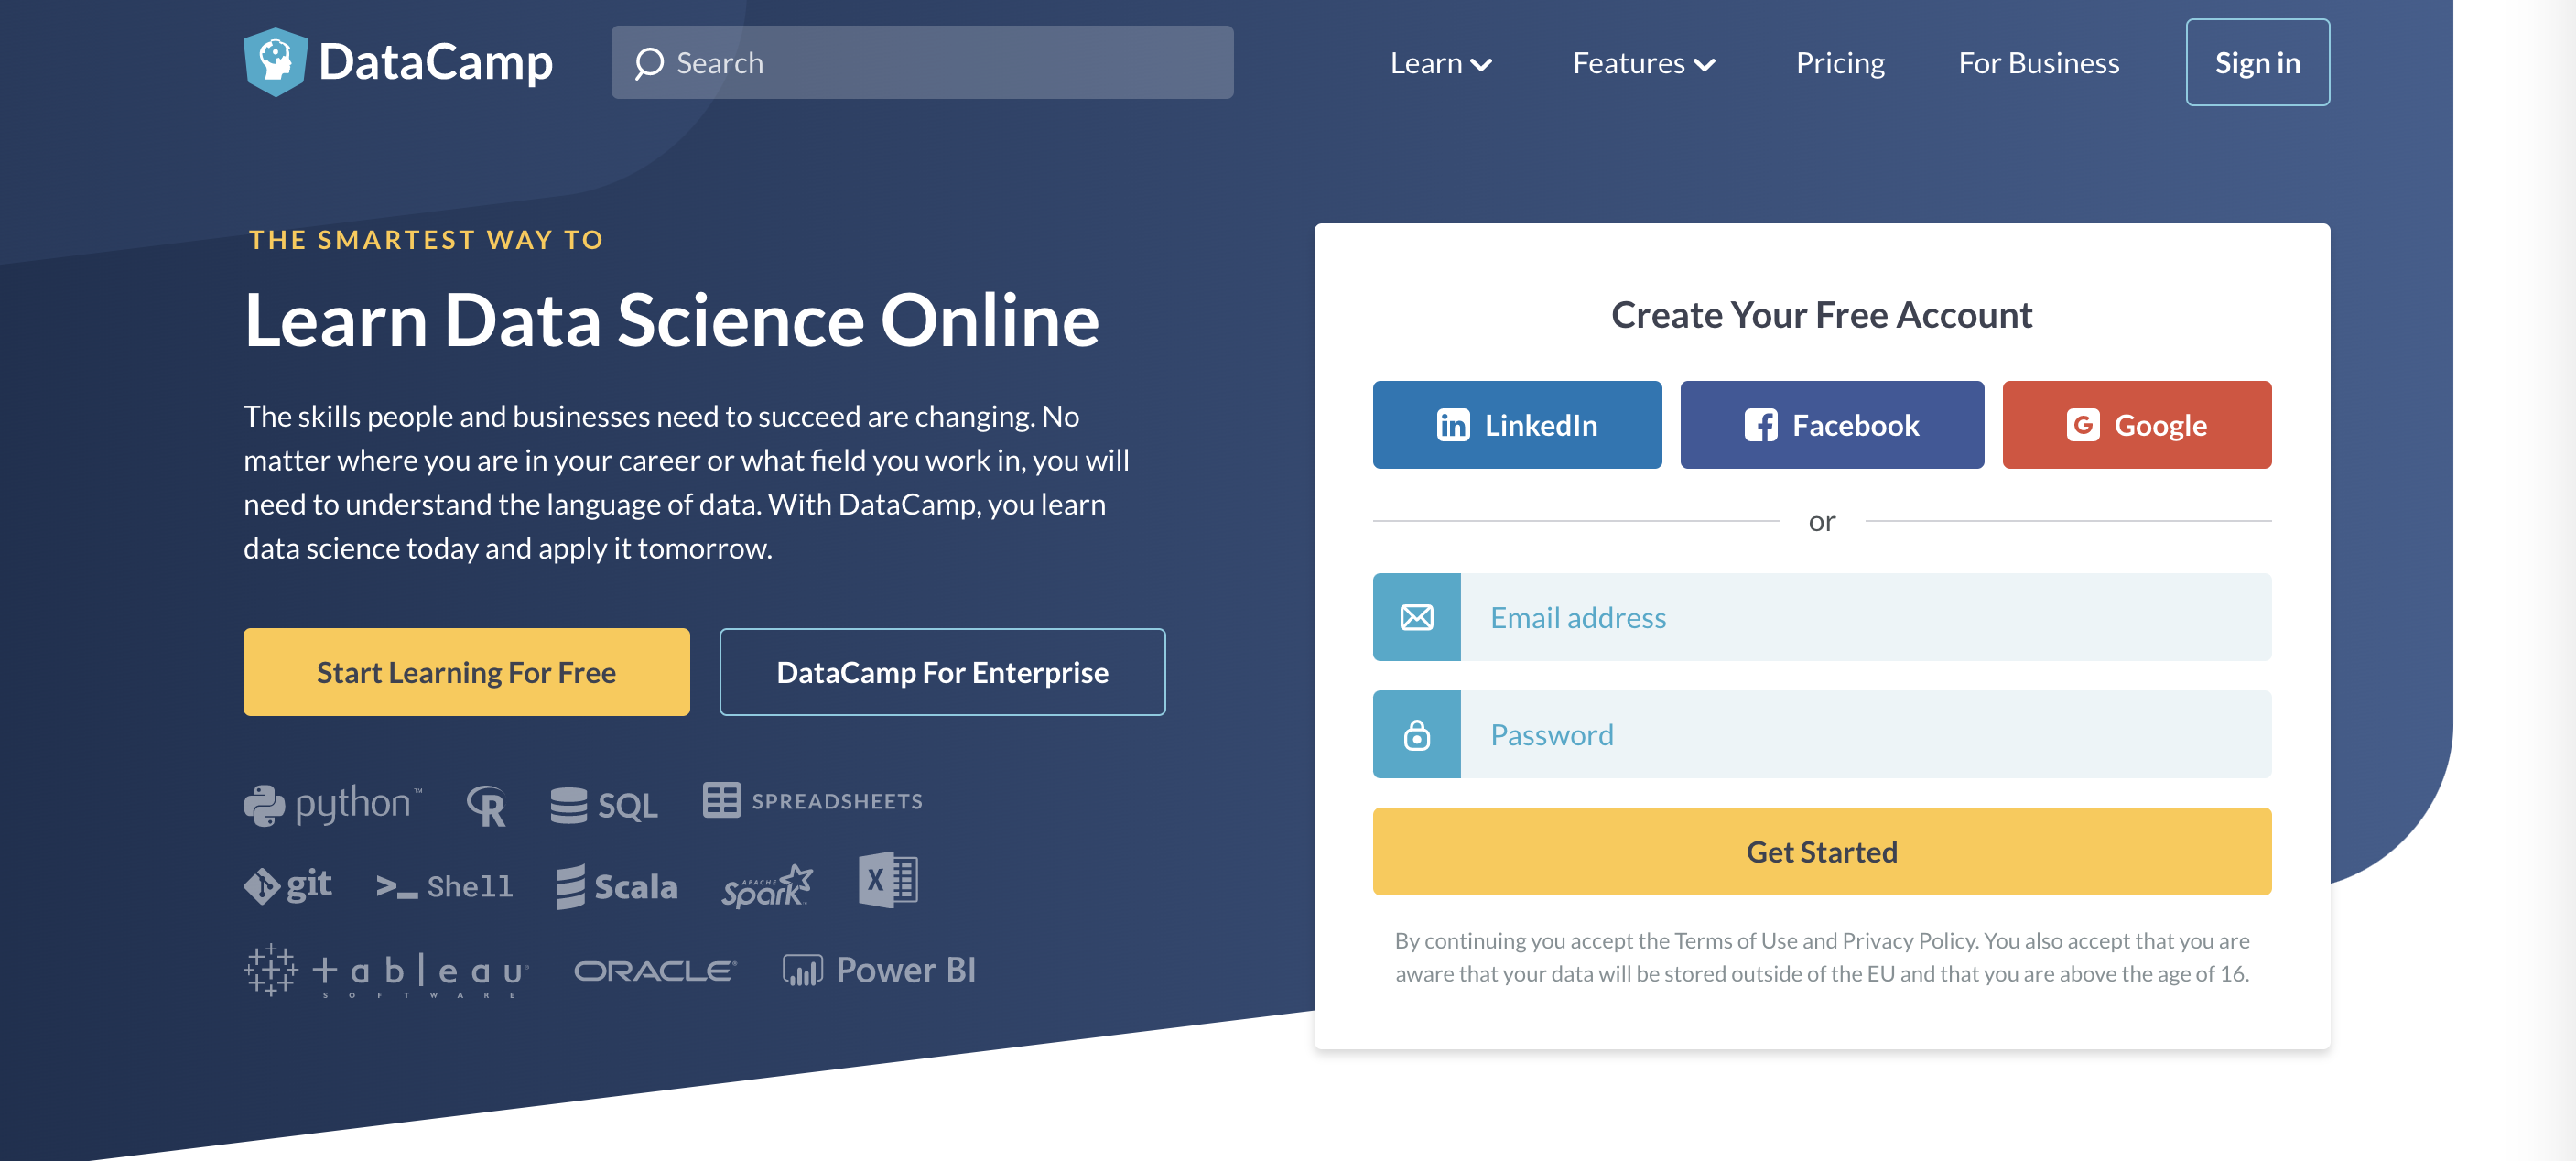 DataCamp
Search
Learn
Features
Pricing
For Business
Sign in
THE SMARTEST WAY TO
Learn Data Science Online
The skills people and businesses need to succeed are changing. No
matter where you are in your career or what field you work in, you will
need to understand the language of data. With DataCamp, you learn
data science today and apply it tomorrow.
Start Learning For Free
DataCamp For Enterprise
python™
R
SQL
SPREADSHEETS
git
>_ Shell
Scala
APACHE
Spark™
X
+ableau®
SOFTWARE
ORACLE®
Power BI
Create Your Free Account
in LinkedIn
f Facebook
G Google
or
Email address
Password
Get Started
By continuing you accept the Terms of Use and Privacy Policy. You also accept that you are
aware that your data will be stored outside of the EU and that you are above the age of 16.